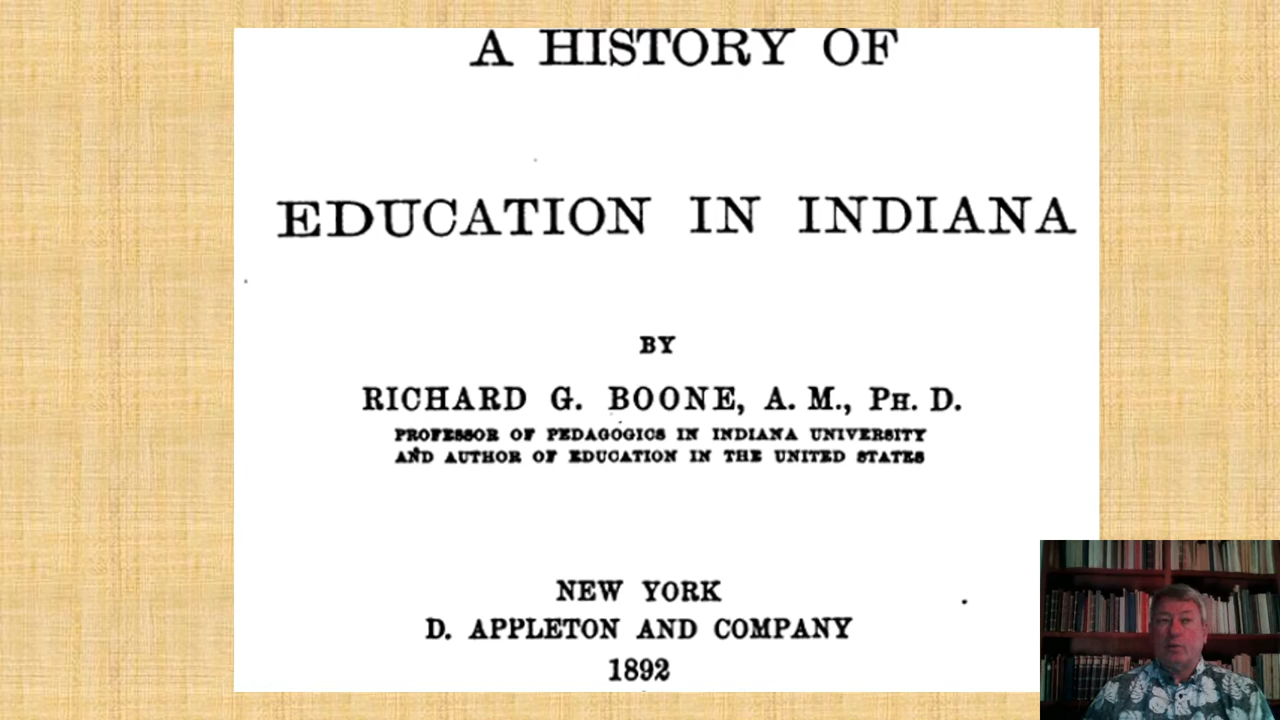 A HISTORY OF
EDUCATION IN INDIANA
BY
RICHARD G. BOONE, A. M., PH. D.
PROFESSOR OF PEDAGOGICS IN INDIANA UNIVERSITY
AND AUTHOR OF EDUCATION IN THE UNITED STATES
NEW YORK
D. APPLETON AND COMPANY
1892